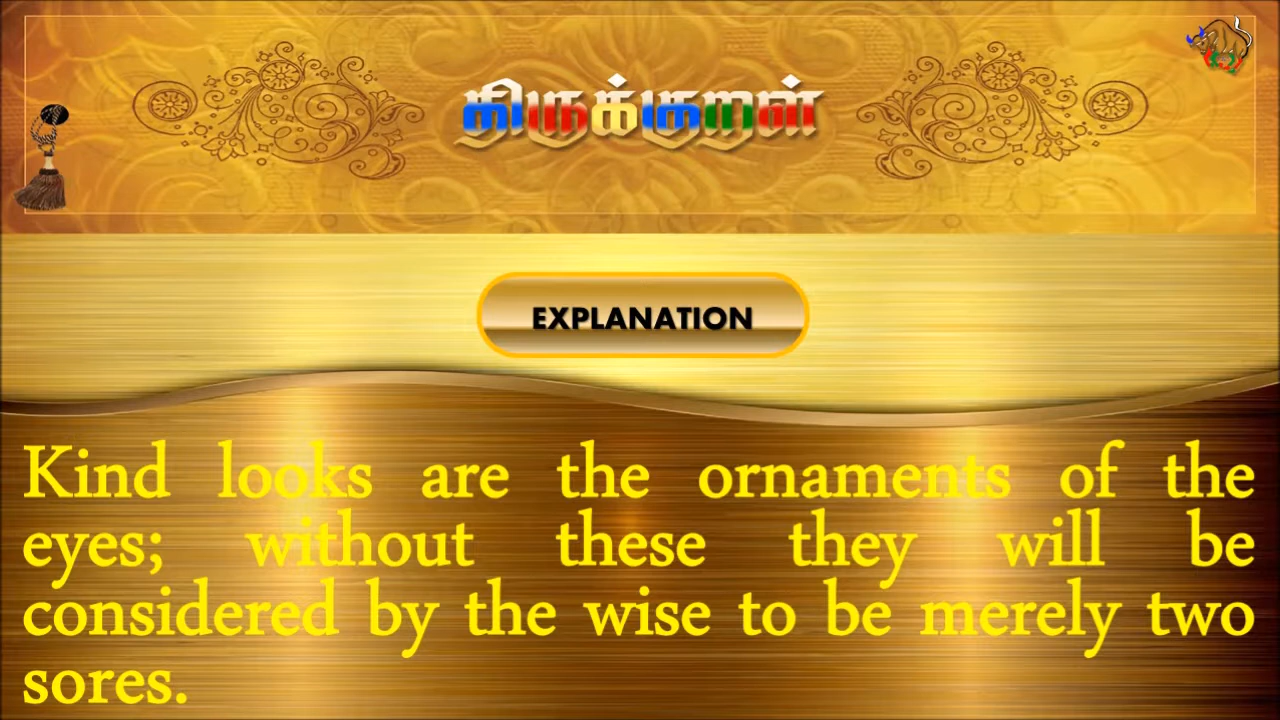 திருக்குறள்
EXPLANATION
Kind looks are the ornaments of the
eyes; without these they will be
considered by the wise to be merely two
sores.